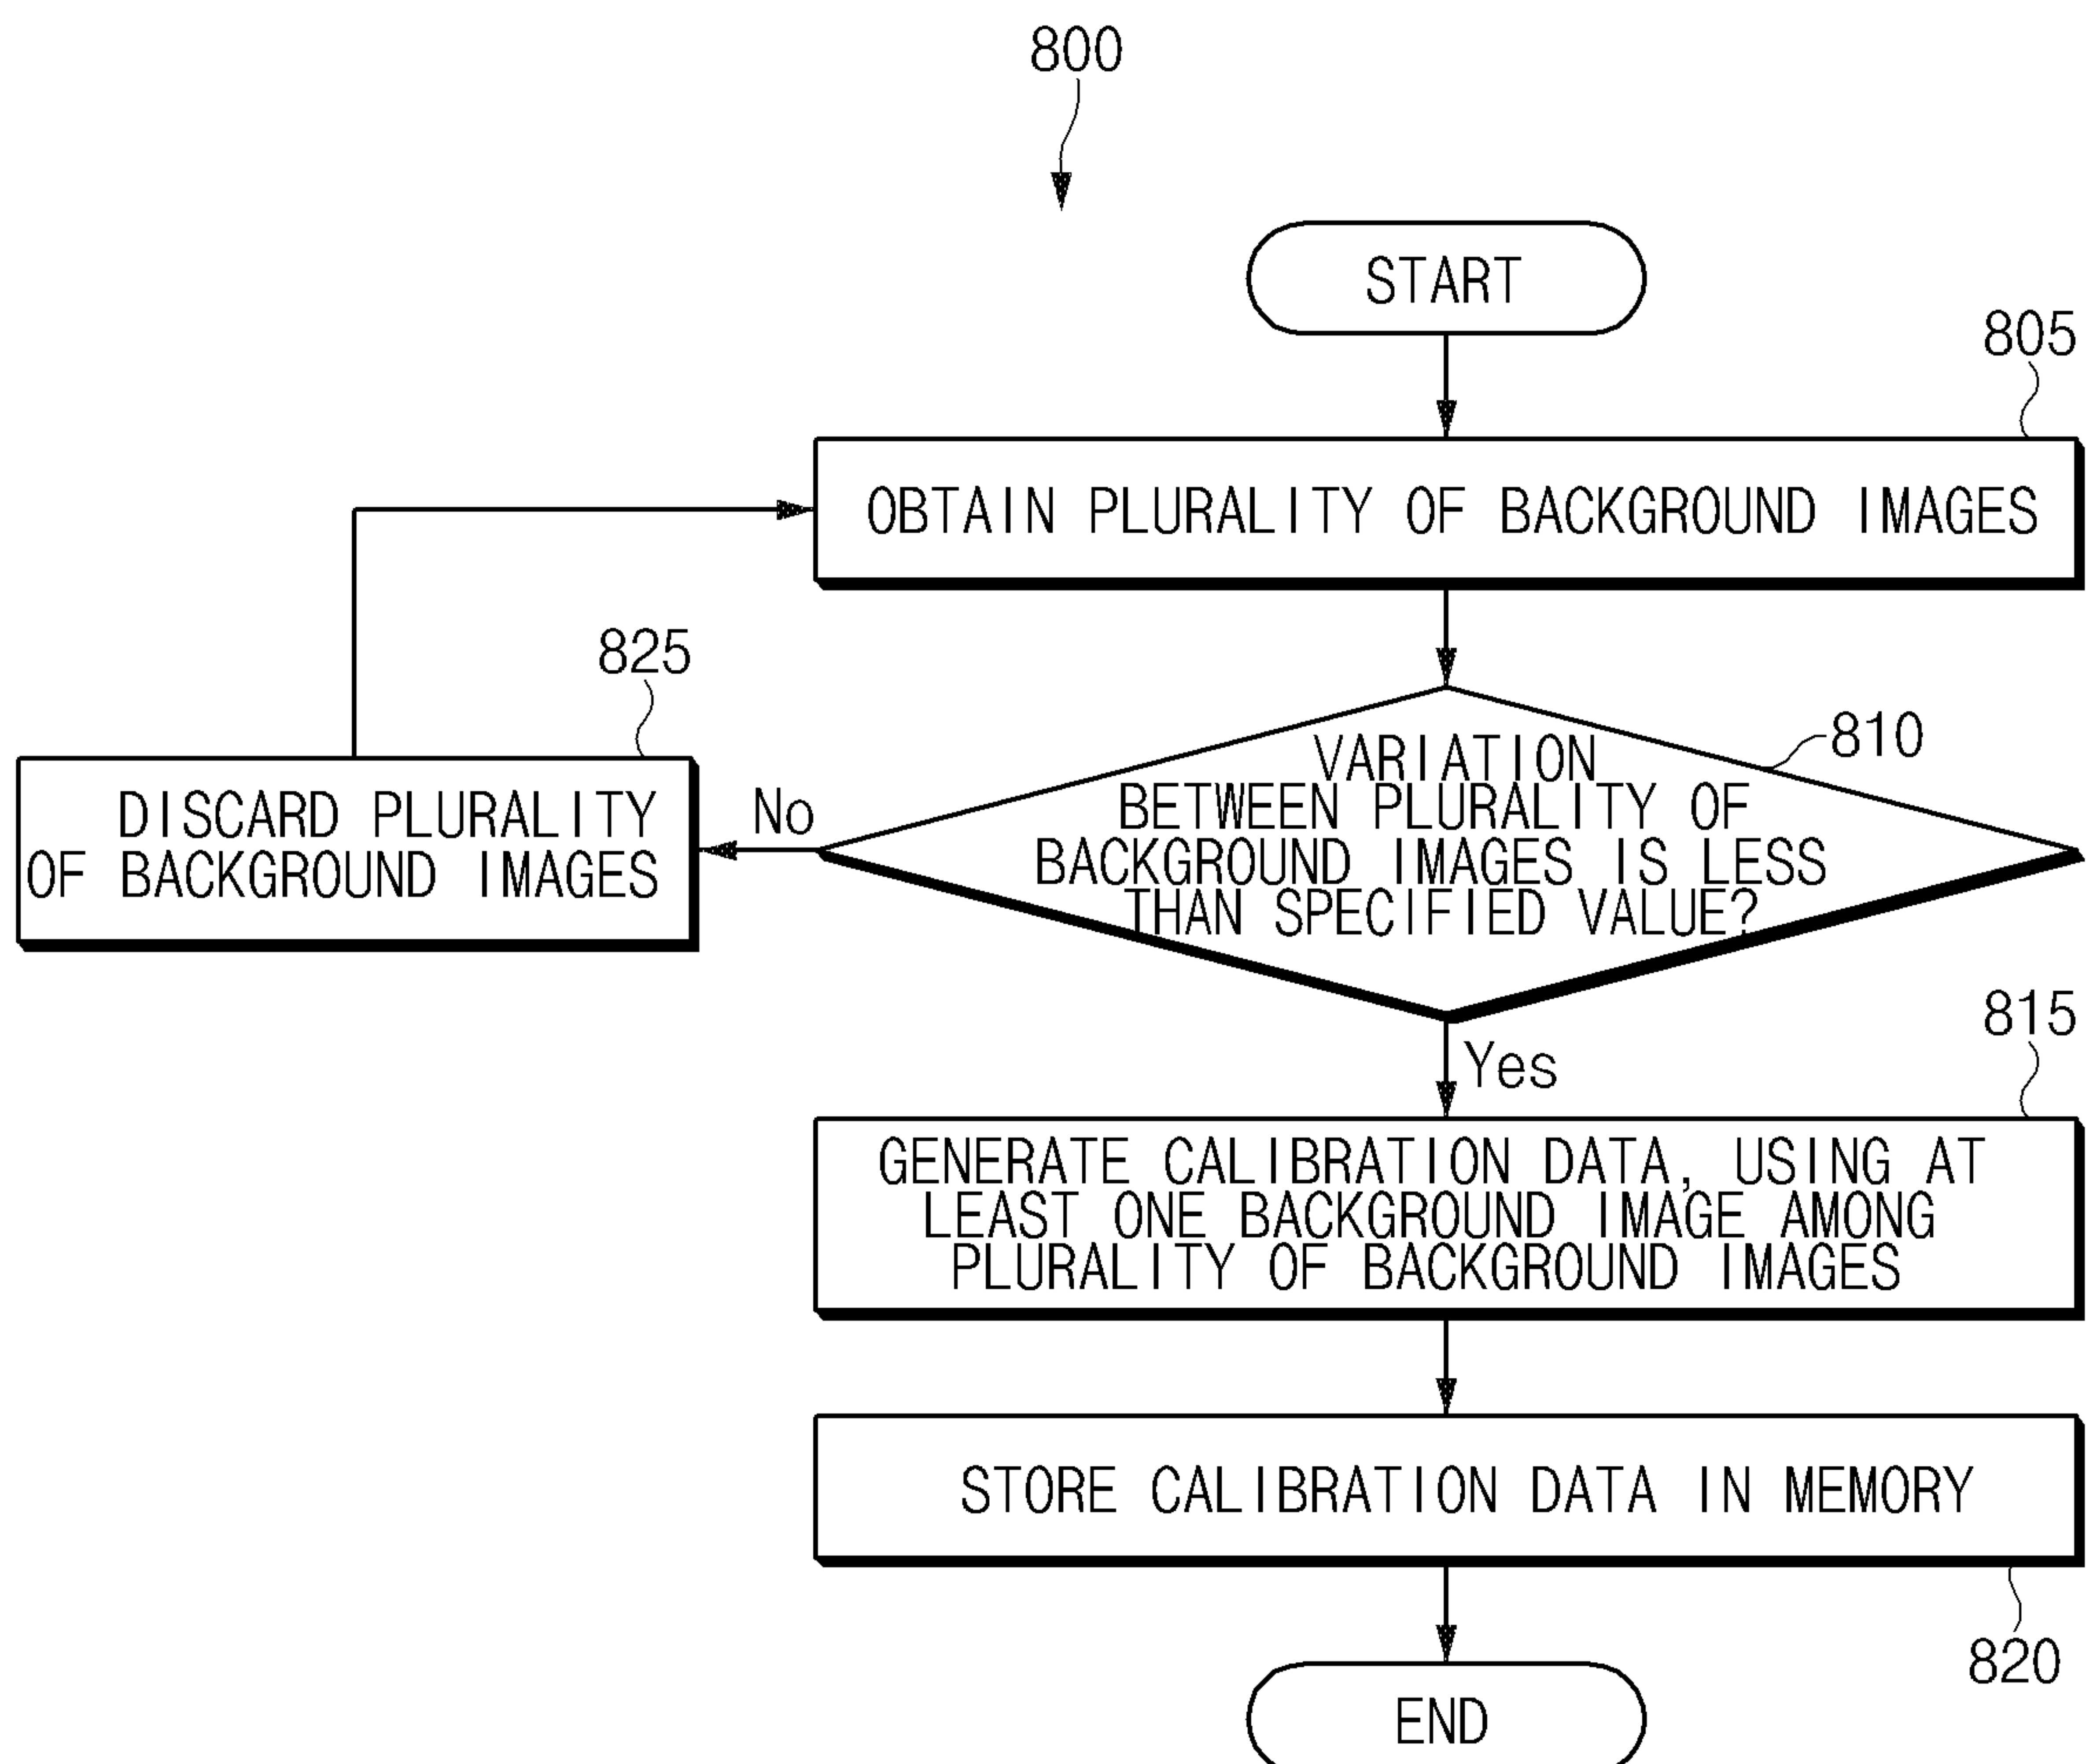 800
START
805
OBTAIN PLURALITY OF BACKGROUND IMAGES
825
810
VARIATION
BETWEEN PLURALITY OF
BACKGROUND IMAGES IS LESS
THAN SPECIFIED VALUE?
No
DISCARD PLURALITY
OF BACKGROUND IMAGES
Yes
815
GENERATE CALIBRATION DATA, USING AT
LEAST ONE BACKGROUND IMAGE AMONG
PLURALITY OF BACKGROUND IMAGES
STORE CALIBRATION DATA IN MEMORY
820
END